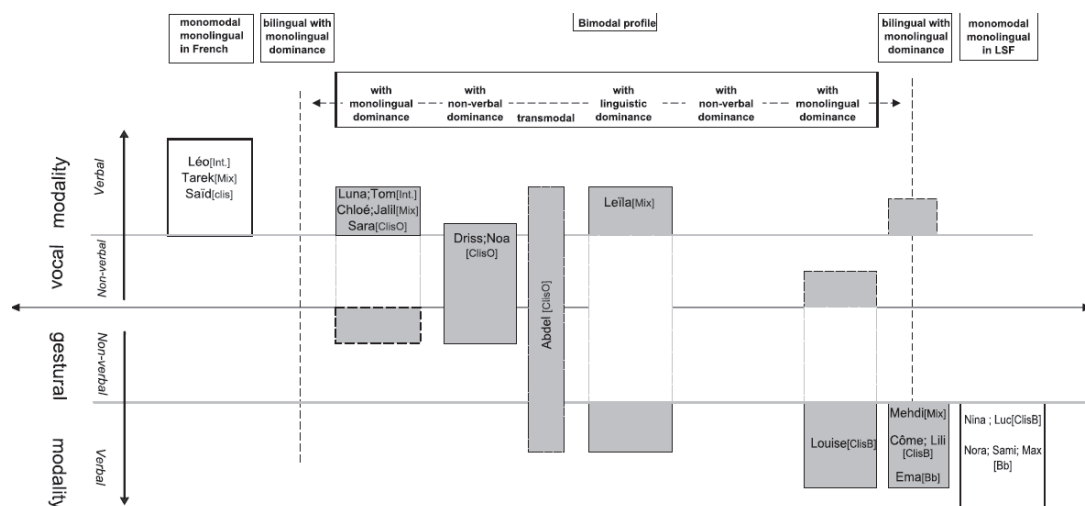 monomodal
monolingual
in French
bilingual with
monolingual
dominance
Bimodal profile
bilingual with
monolingual
dominance
monomodal
monolingual
in LSF
with
monolingual
dominance
with
non-verbal
dominance
transmodal
with
linguistic
dominance
with
non-verbal
dominance
with
monolingual
dominance
vocal modality
Verbal
Non-verbal
gestural modality
Non-verbal
Verbal
Léo[Int.]
Tarek[Mix]
Saïd[clis]
Luna;Tom[Int.]
Chloé;Jalil[Mix]
Sara[ClisO]
Driss;Noa
[ClisO]
Abdel [ClisO]
Leïla[Mix]
Louise[ClisB]
Mehdi[Mix]
Côme; Lili
[ClisB]
Ema[Bb]
Nina ; Luc[ClisB]
Nora; Sami; Max
[Bb]